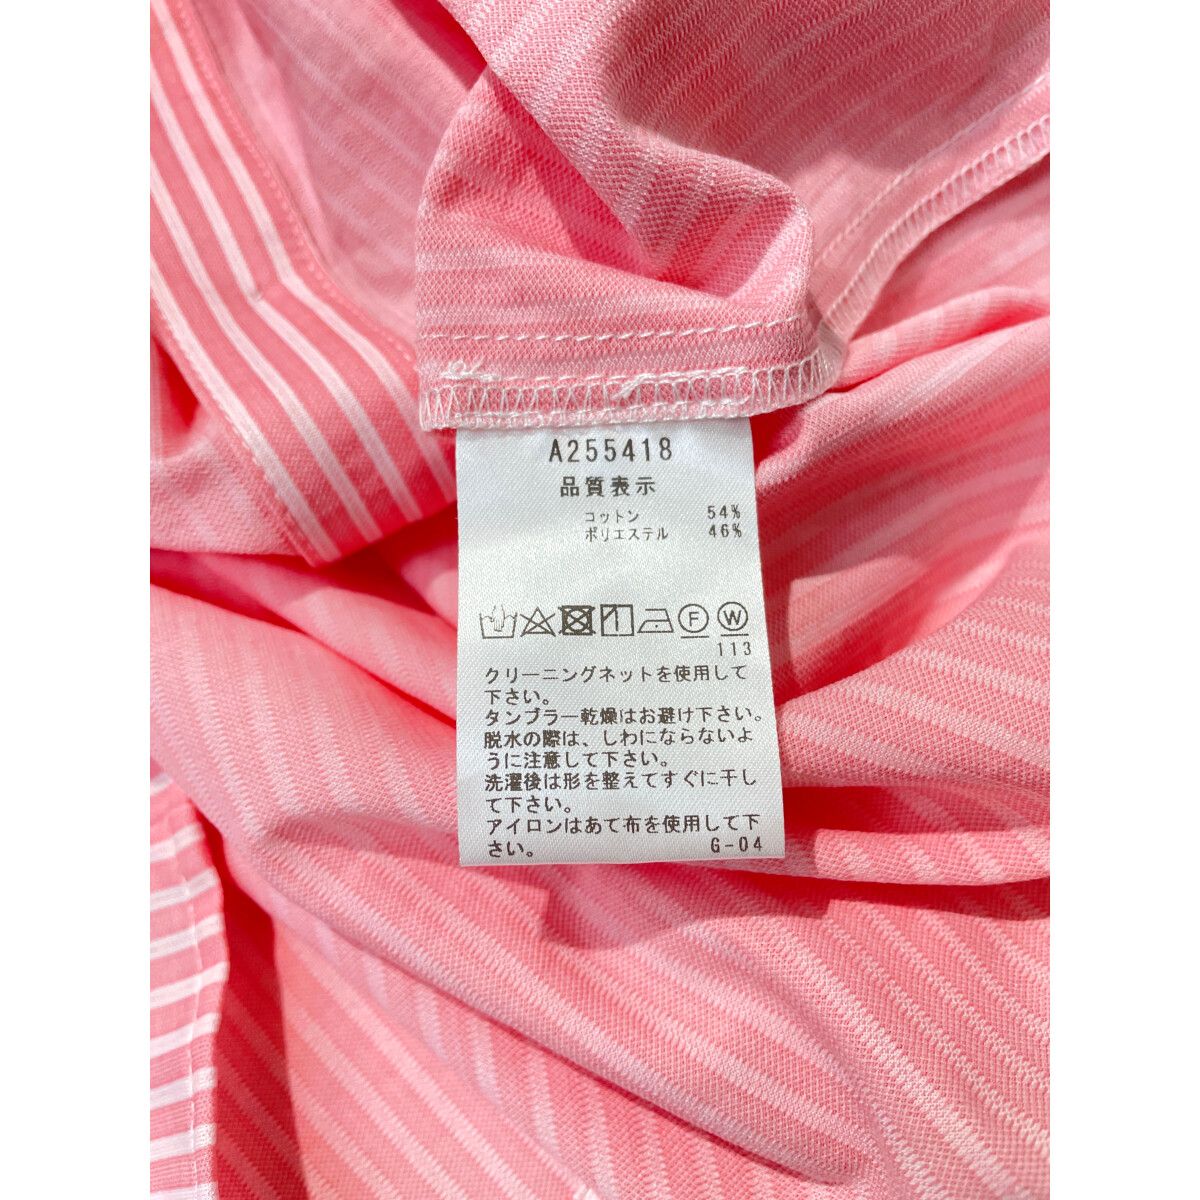 A255418
品質表示
コットン 54%
ポリエステル 46%
F W
113
クリーニングネットを使用して
下さい。
タンブラー乾燥はお避け下さい。
脱水の際は、しわにならないよ
うに注意して下さい。
洗濯後は形を整えてすぐに干し
て下さい。
アイロンはあて布を使用して下
さい。 G-04